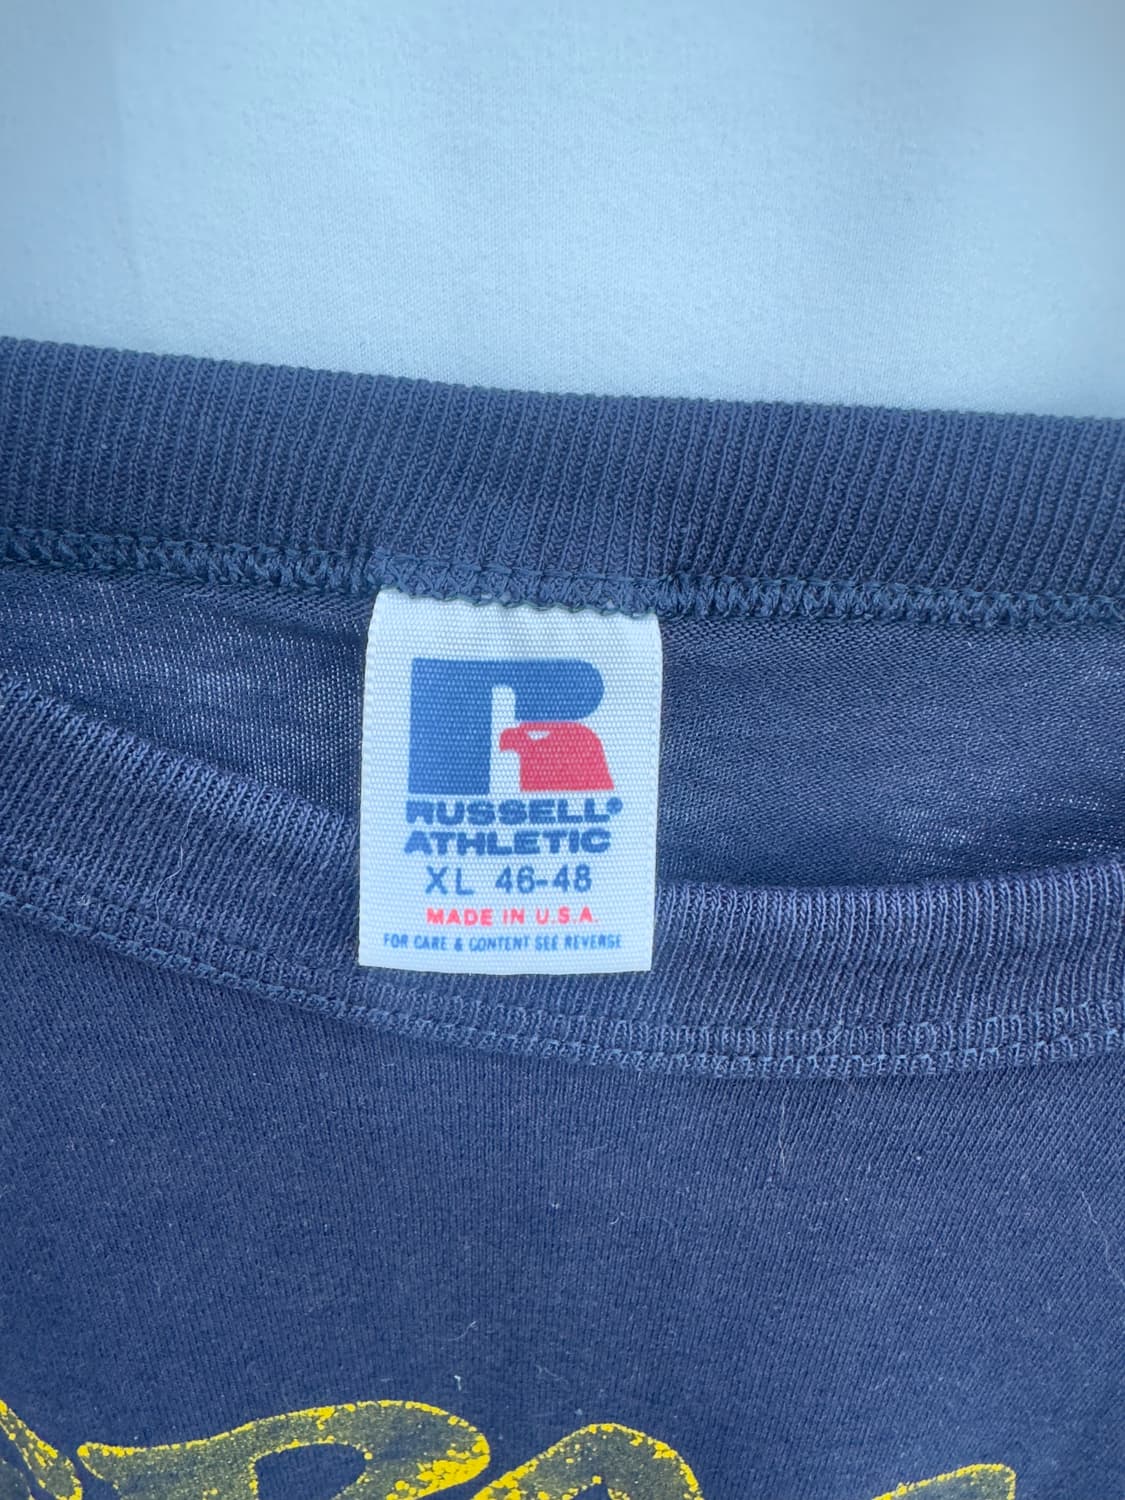 R
RUSSELL®
ATHLETIC
XL 46-48
MADE IN U.S.A.
FOR CARE & CONTENT SEE REVERSE